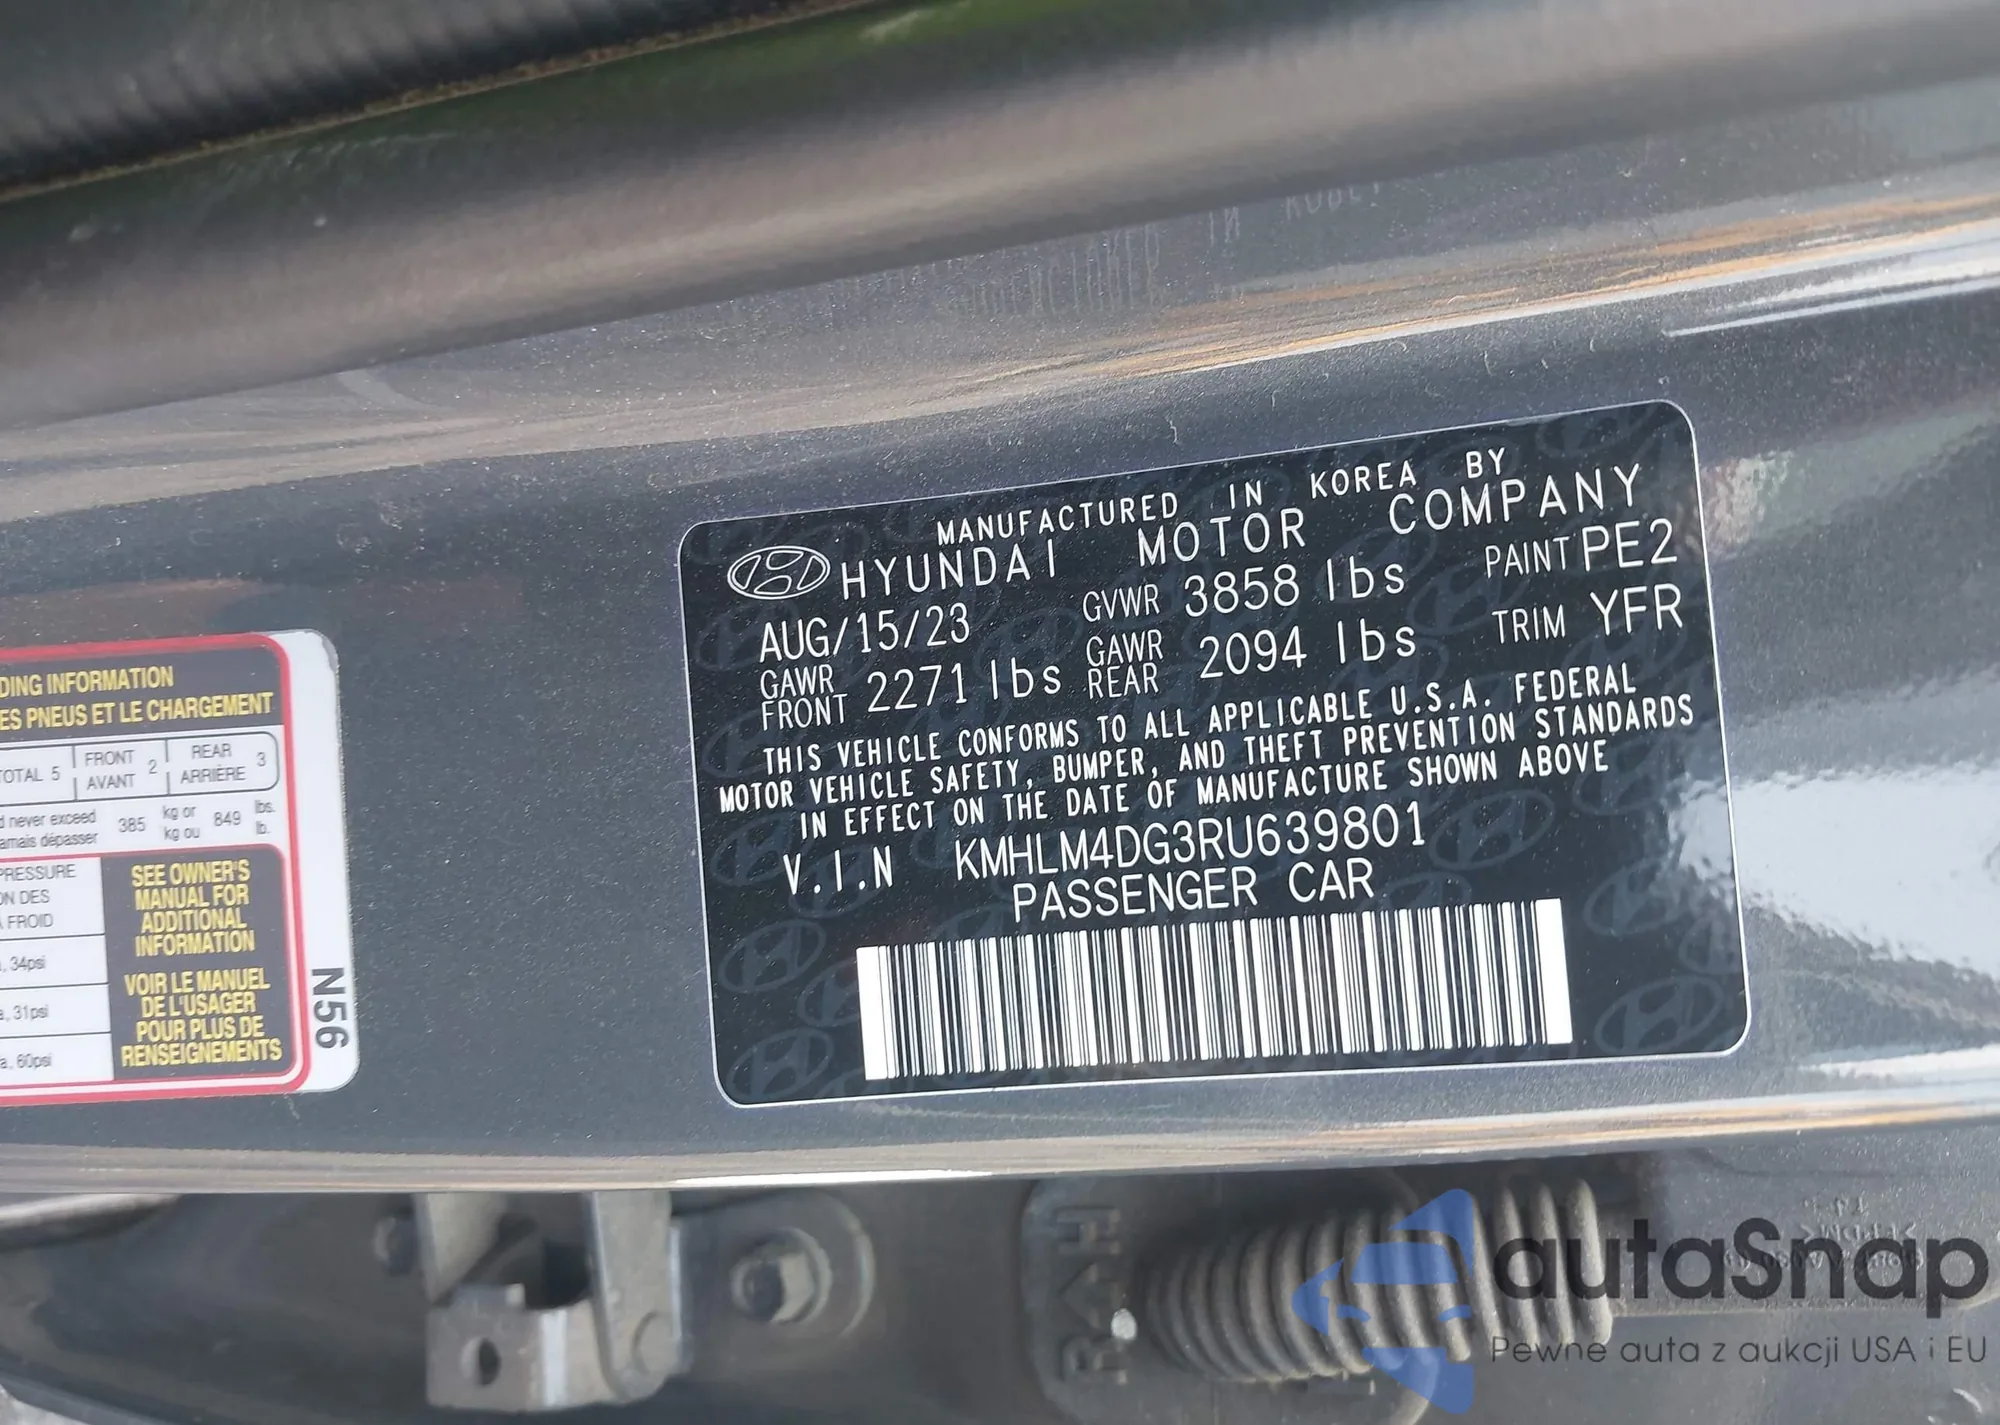 MANUFACTURED IN KOREA BY
HYUNDAI MOTOR COMPANY
AUG/15/23 GVWR 3858 lbs PAINT PE2
GAWR FRONT 2271 lbs GAWR REAR 2094 lbs TRIM YFR
THIS VEHICLE CONFORMS TO ALL APPLICABLE U.S.A. FEDERAL
MOTOR VEHICLE SAFETY, BUMPER, AND THEFT PREVENTION STANDARDS
IN EFFECT ON THE DATE OF MANUFACTURE SHOWN ABOVE
V.I.N KMHLM4DG3RU639801
PASSENGER CAR
DING INFORMATION
ES PNEUS ET LE CHARGEMENT
TOTAL 5 FRONT AVANT 2 REAR ARRIÈRE 3
d never exceed
amais dépasser
385 kg or kg ou 849 lbs. lb.
PRESSURE
ON DES
À FROID
, 34psi
a, 31psi
a, 60psi
SEE OWNER'S
MANUAL FOR
ADDITIONAL
INFORMATION
VOIR LE MANUEL
DE L'USAGER
POUR PLUS DE
RENSEIGNEMENTS
N56
RH
autaSnap
Pewne auta z aukcji USA i EU